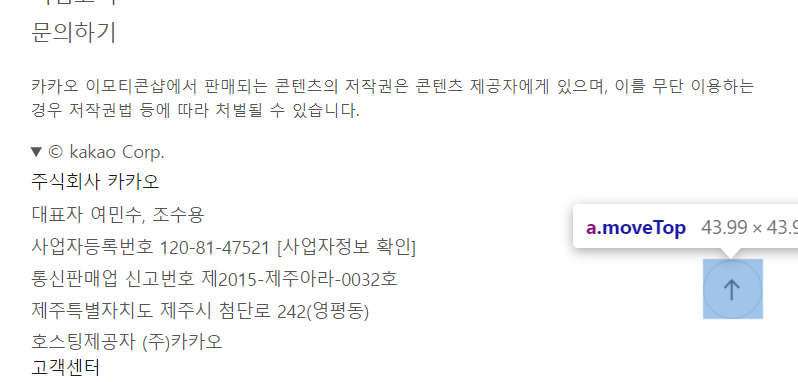 문의하기
카카오 이모티콘샵에서 판매되는 콘텐츠의 저작권은 콘텐츠 제공자에게 있으며, 이를 무단 이용하는
경우 저작권법 등에 따라 처벌될 수 있습니다.
▼ © kakao Corp.
주식회사 카카오
대표자 여민수, 조수용
a.moveTop 43.99 × 43.9
사업자등록번호 120-81-47521 [사업자정보 확인]
통신판매업 신고번호 제2015-제주아라-0032호
제주특별자치도 제주시 첨단로 242(영평동)
호스팅제공자 (주)카카오
고객센터